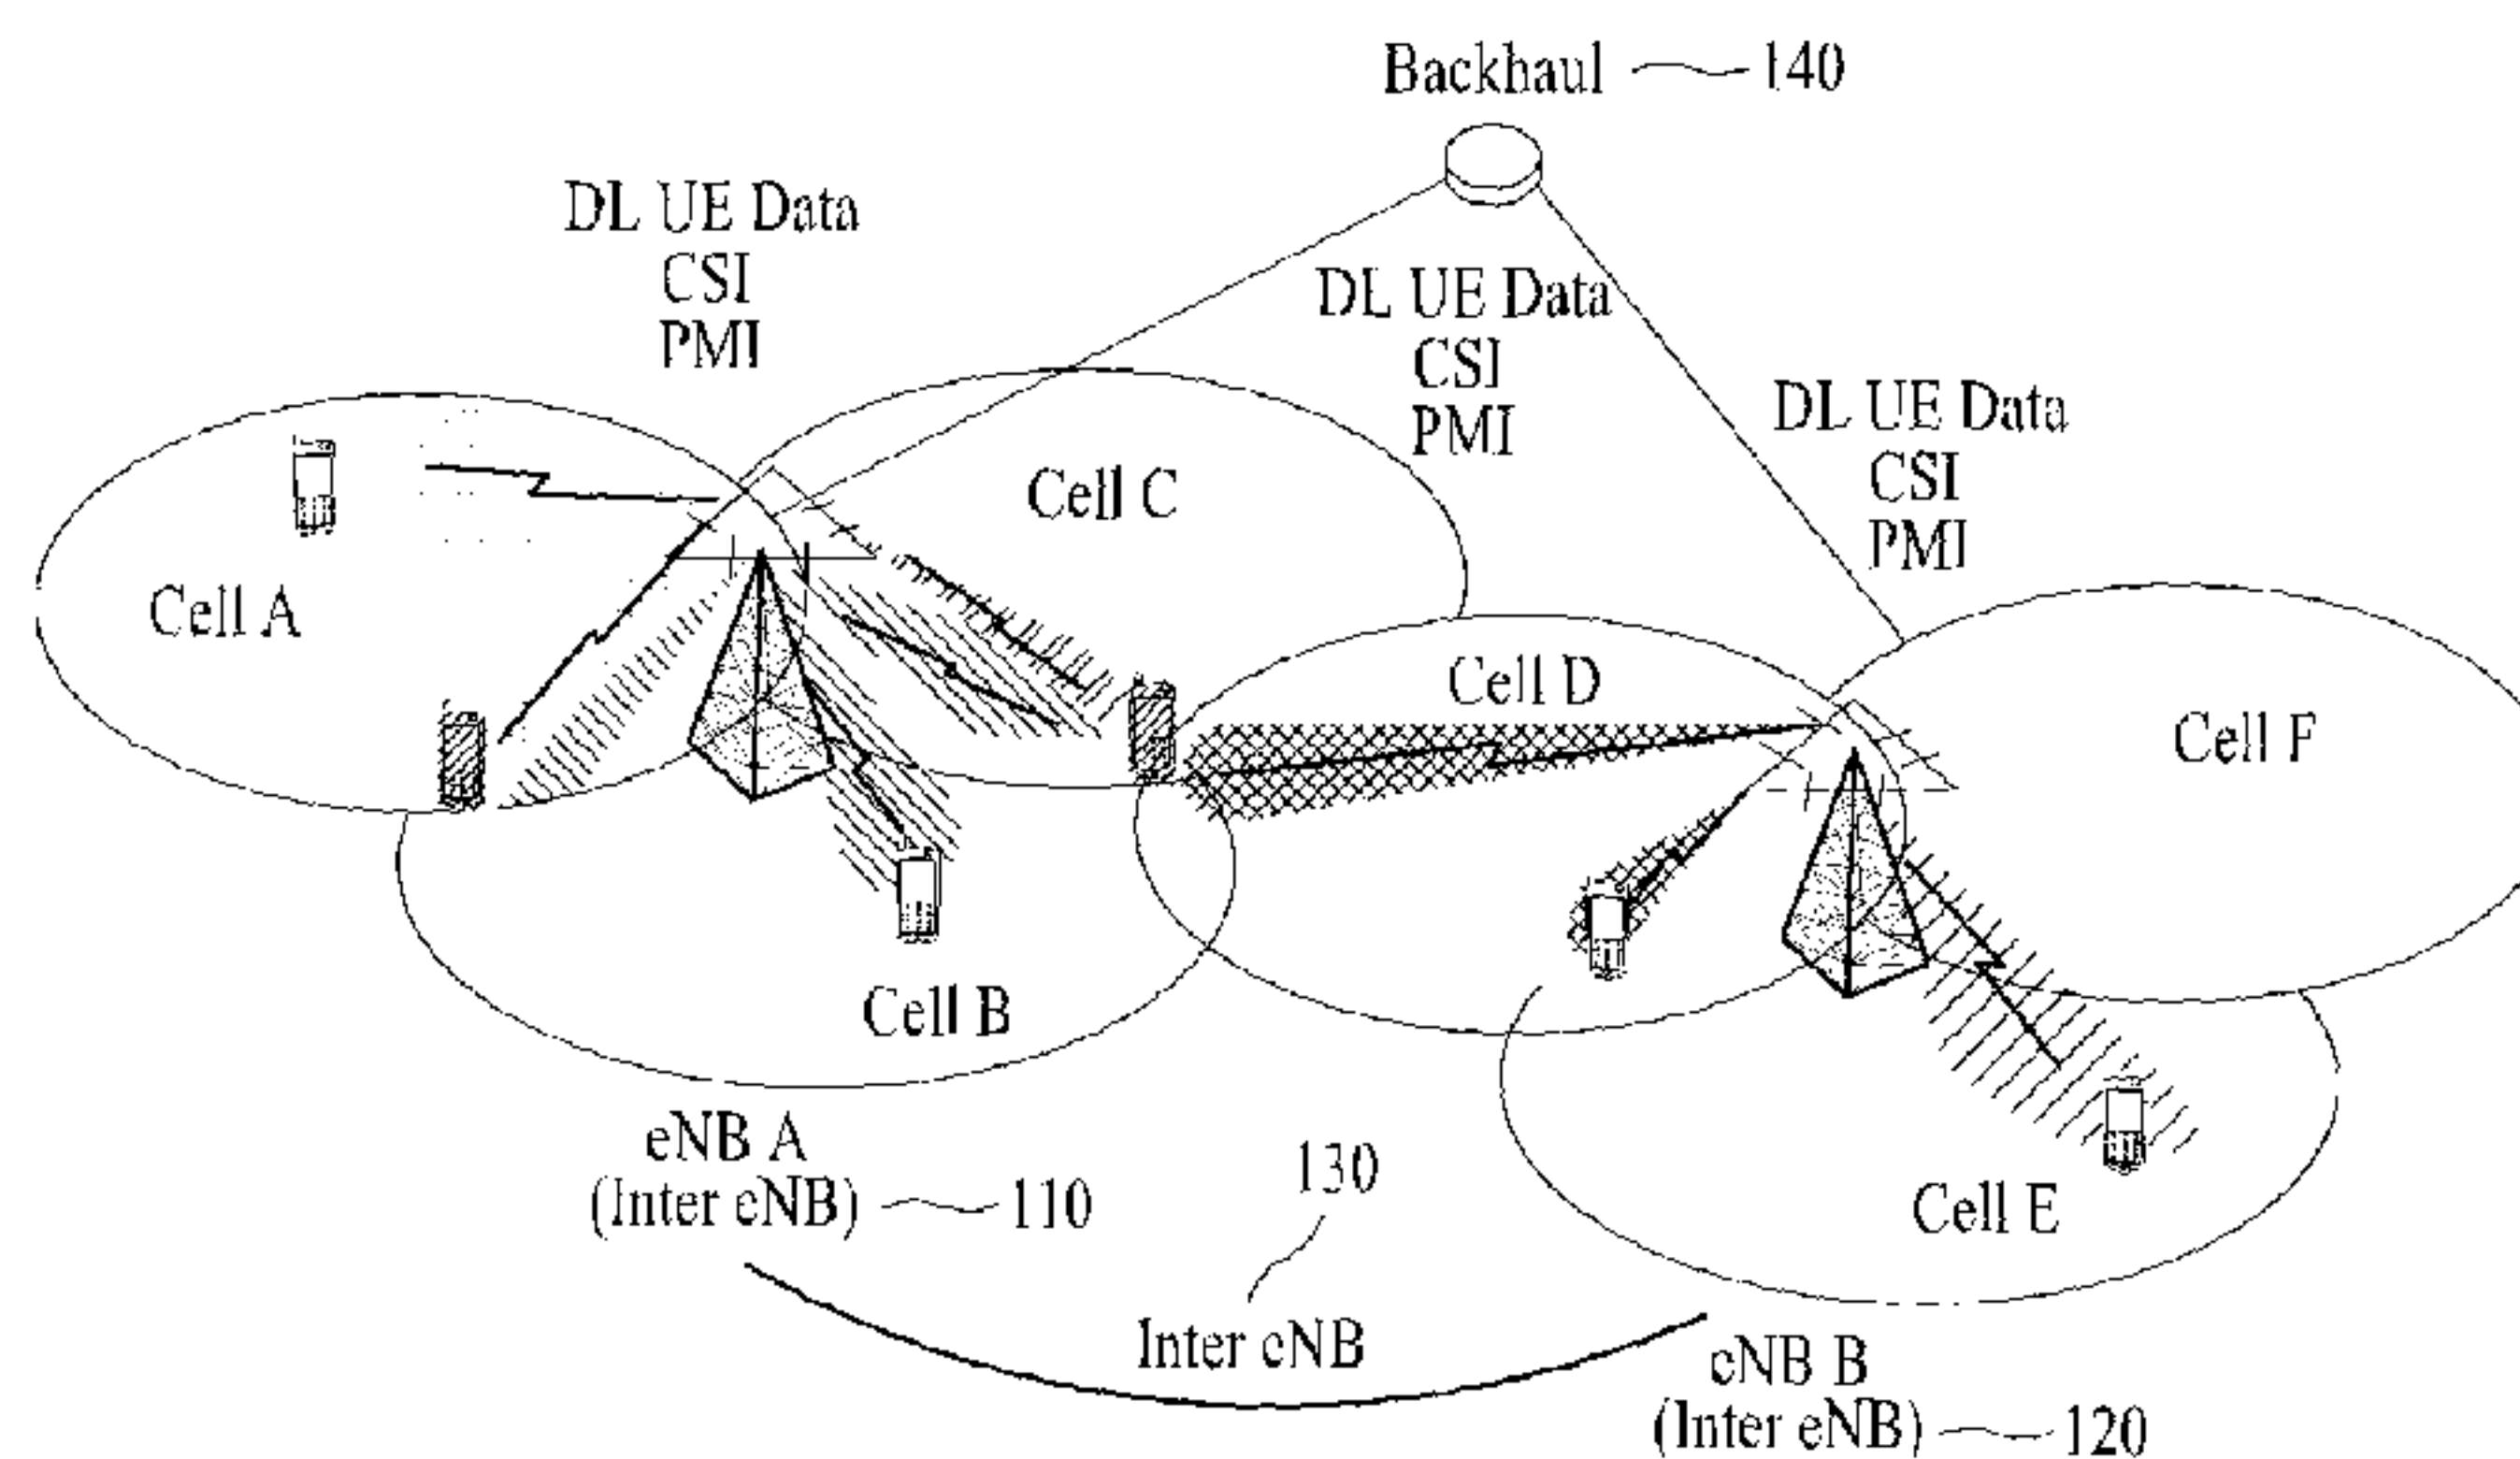 Backhaul 140
DL UE Data
CSI
PMI
DL UE Data
CSI
PMI
DL UE Data
CSI
PMI
Cell C
Cell A
Cell D
Cell F
Cell B
eNB A
(Inter eNB) 110
130
Cell E
Inter eNB
eNB B
(Inter eNB) 120